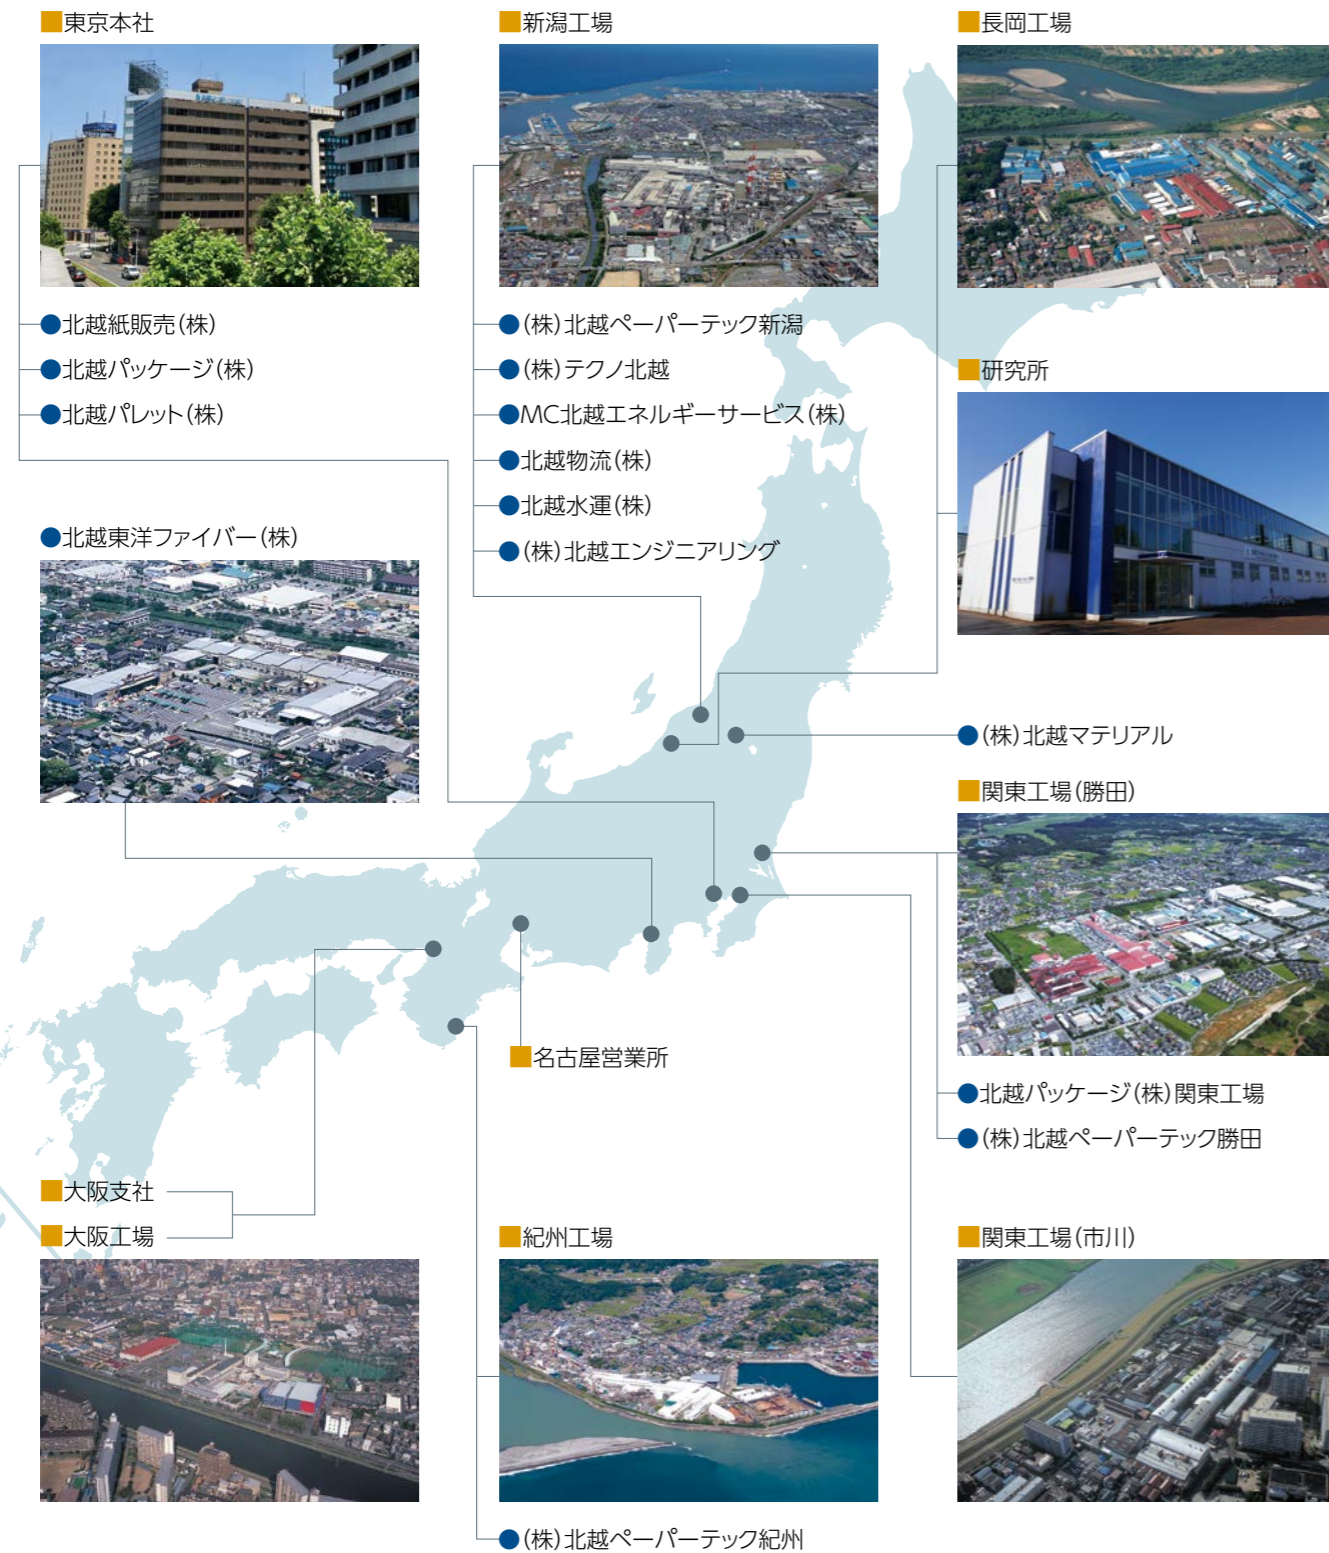 ■東京本社
●北越紙販売(株)
●北越パッケージ(株)
●北越パレット(株)
●北越東洋ファイバー(株)
■新潟工場
●(株)北越ペーパーテック新潟
●(株)テクノ北越
●MC北越エネルギーサービス(株)
●北越物流(株)
●北越水運(株)
●(株)北越エンジニアリング
■長岡工場
■研究所
●(株)北越マテリアル
■関東工場(勝田)
●北越パッケージ(株)関東工場
●(株)北越ペーパーテック勝田
■名古屋営業所
■大阪支社
■大阪工場
■紀州工場
●(株)北越ペーパーテック紀州
■関東工場(市川)